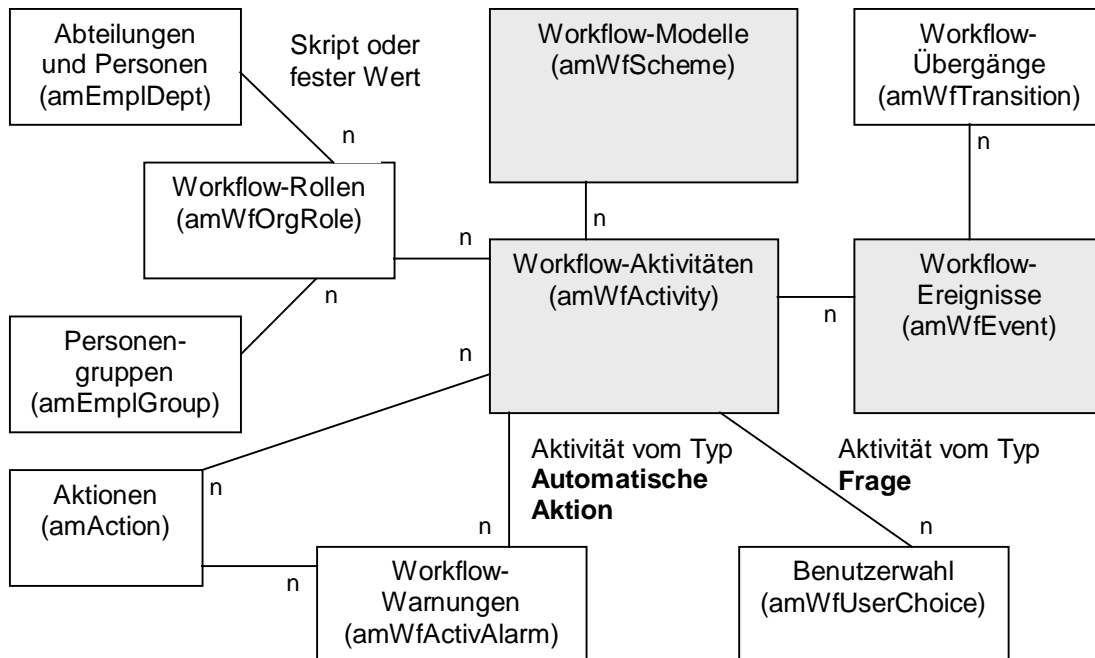 Abteilungen
und Personen
(amEmplDept)
Skript oder
fester Wert
Workflow-Modelle
(amWfScheme)
Workflow-
Übergänge
(amWfTransition)
n
n
Workflow-Rollen
(amWfOrgRole)
n
n
n
Workflow-Aktivitäten
(amWfActivity)
n
Workflow-
Ereignisse
(amWfEvent)
Personen-
gruppen
(amEmplGroup)
n
n
Aktionen
(amAction)
Aktivität vom Typ
Automatische
Aktion
Aktivität vom Typ
Frage
n
n
n
Workflow-
Warnungen
(amWfActivAlarm)
Benutzerwahl
(amWfUserChoice)